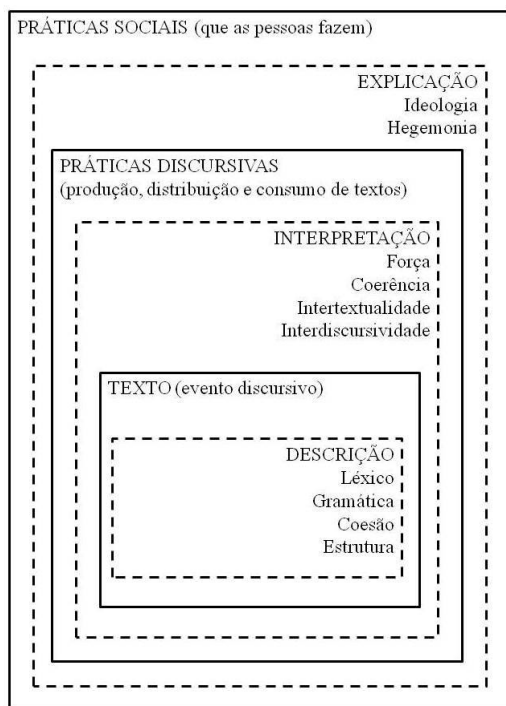 PRÁTICAS SOCIAIS (que as pessoas fazem)
EXPLICAÇÃO
Ideologia
Hegemonia
PRÁTICAS DISCURSIVAS
(produção, distribuição e consumo de textos)
INTERPRETAÇÃO
Força
Coerência
Intertextualidade
Interdiscursividade
TEXTO (evento discursivo)
DESCRIÇÃO
Léxico
Gramática
Coesão
Estrutura